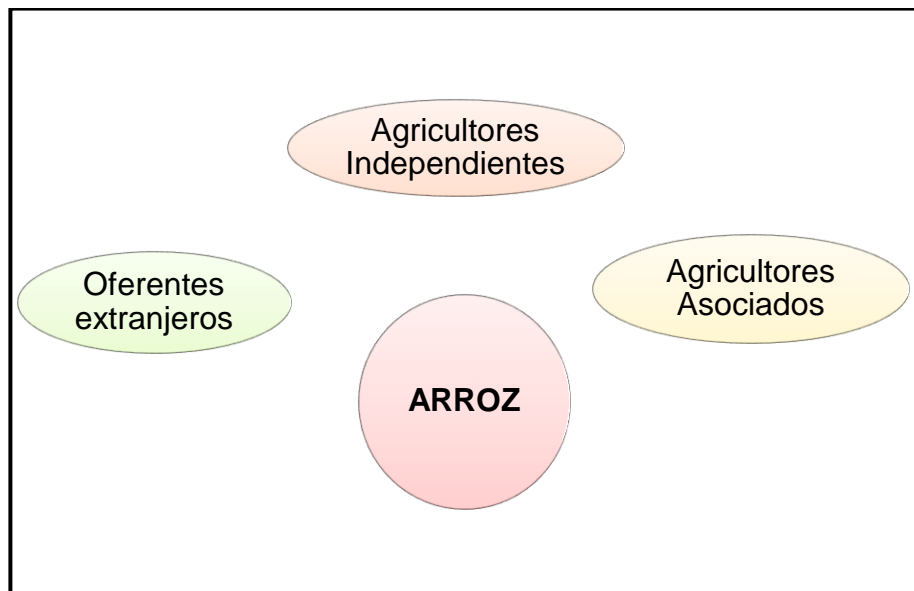 Agricultores
Independientes
Oferentes
extranjeros
Agricultores
Asociados
ARROZ